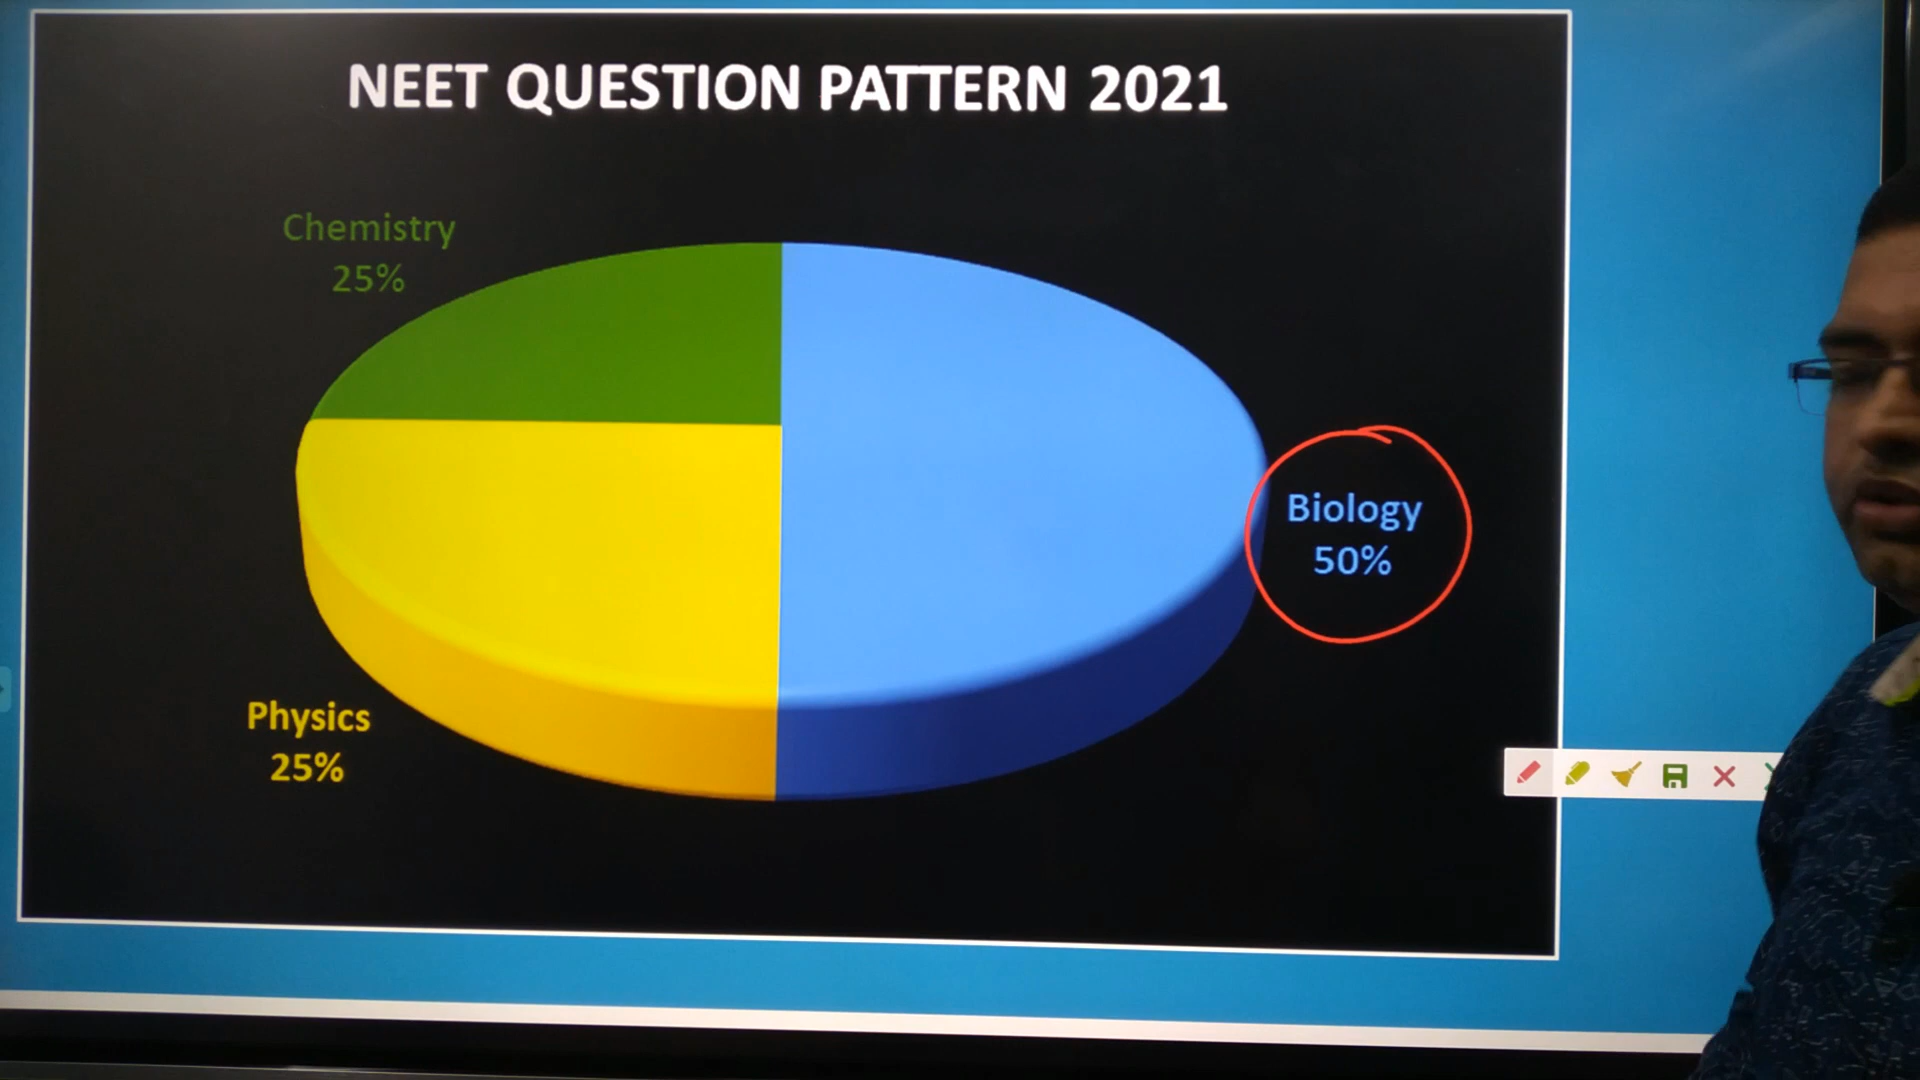 NEET QUESTION PATTERN 2021
Chemistry
25%
Biology
50%
Physics
25%